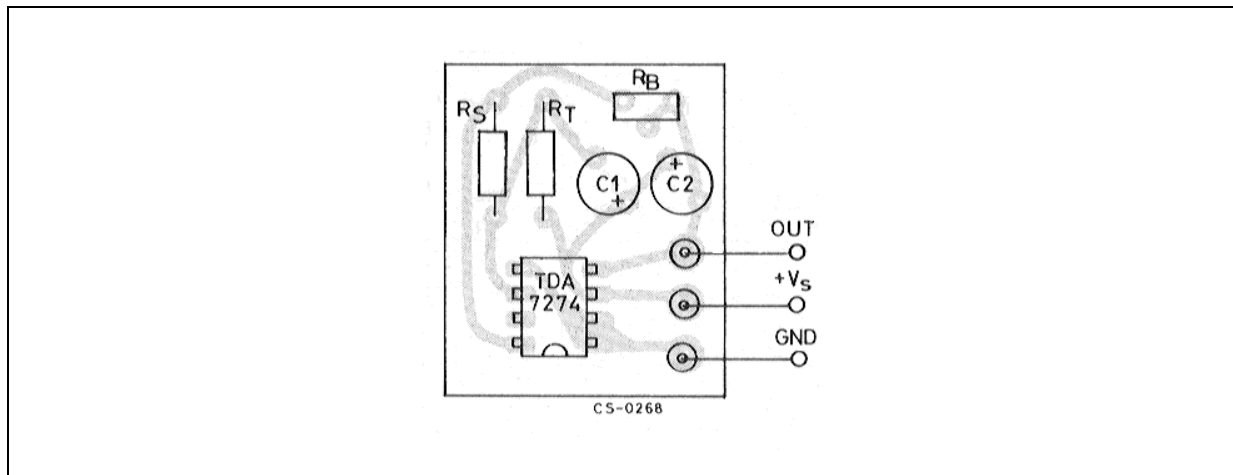 RB
RS
RT
+
C1
+
C2
OUT
TDA
7274
+Vs
GND
CS-0268